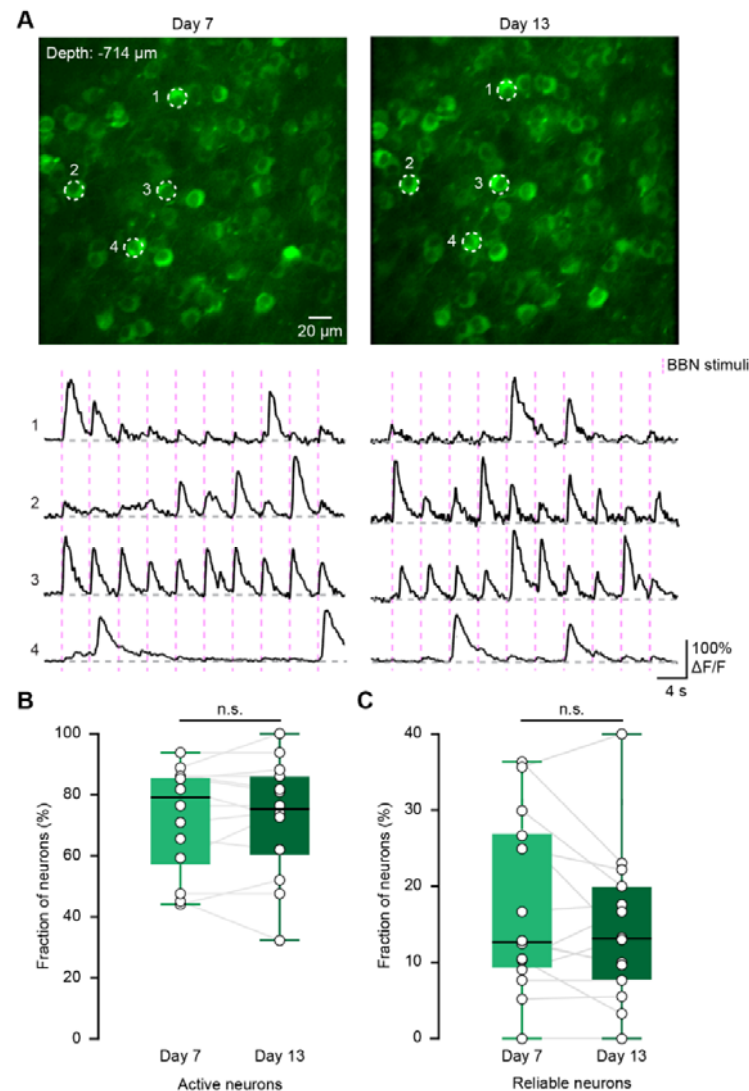 A
Day 7
Day 13
Depth: -714 µm
1
2
3
4
20 µm
1
2
3
4
BBN stimuli
1
2
3
4
100%
ΔF/F
4 s
B
n.s.
Fraction of neurons (%)
100
80
60
40
20
0
Day 7
Day 13
Active neurons
C
n.s.
Fraction of neurons (%)
40
30
20
10
0
Day 7
Day 13
Reliable neurons